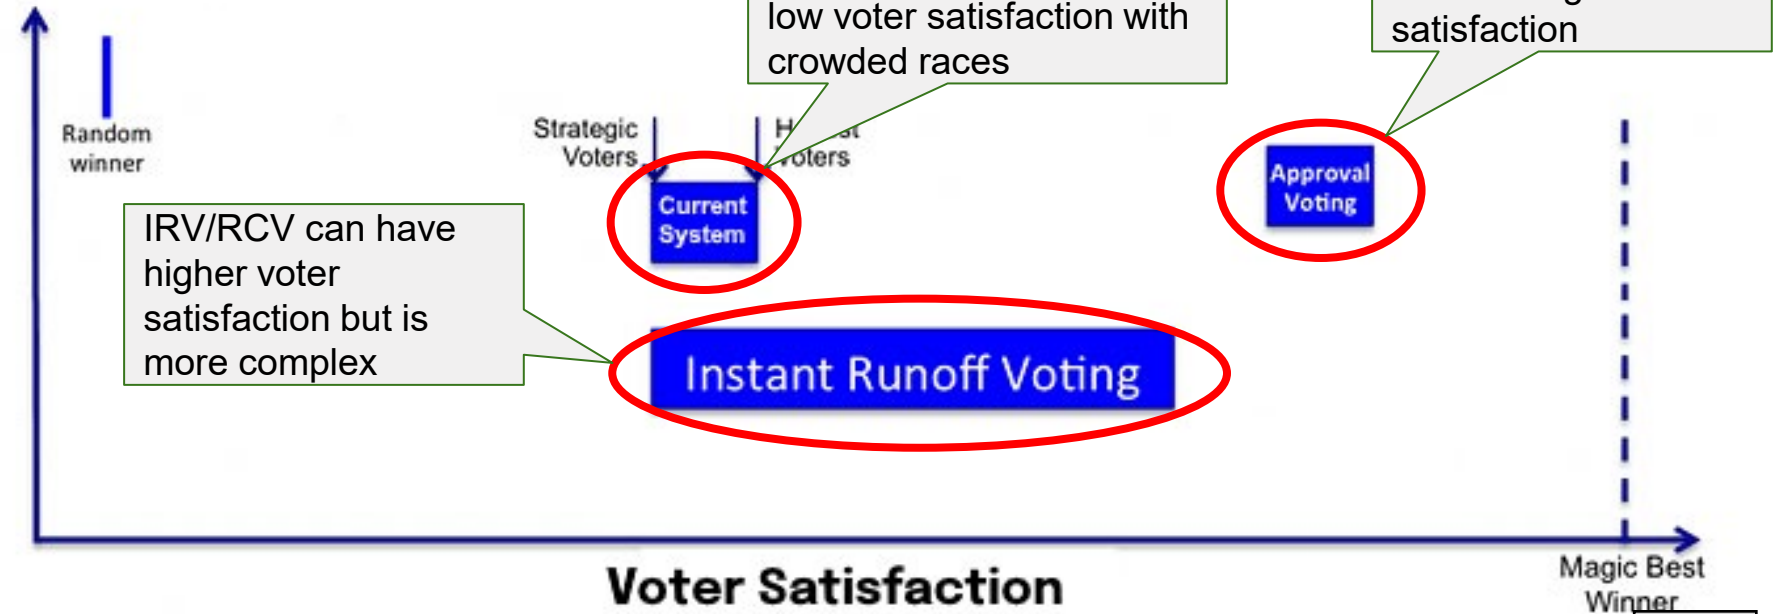 low voter satisfaction with
crowded races
satisfaction
Random
winner
Strategic
Voters
Voters
Current
System
Approval
Voting
IRV/RCV can have
higher voter
satisfaction but is
more complex
Instant Runoff Voting
Voter Satisfaction
Magic Best
Winner